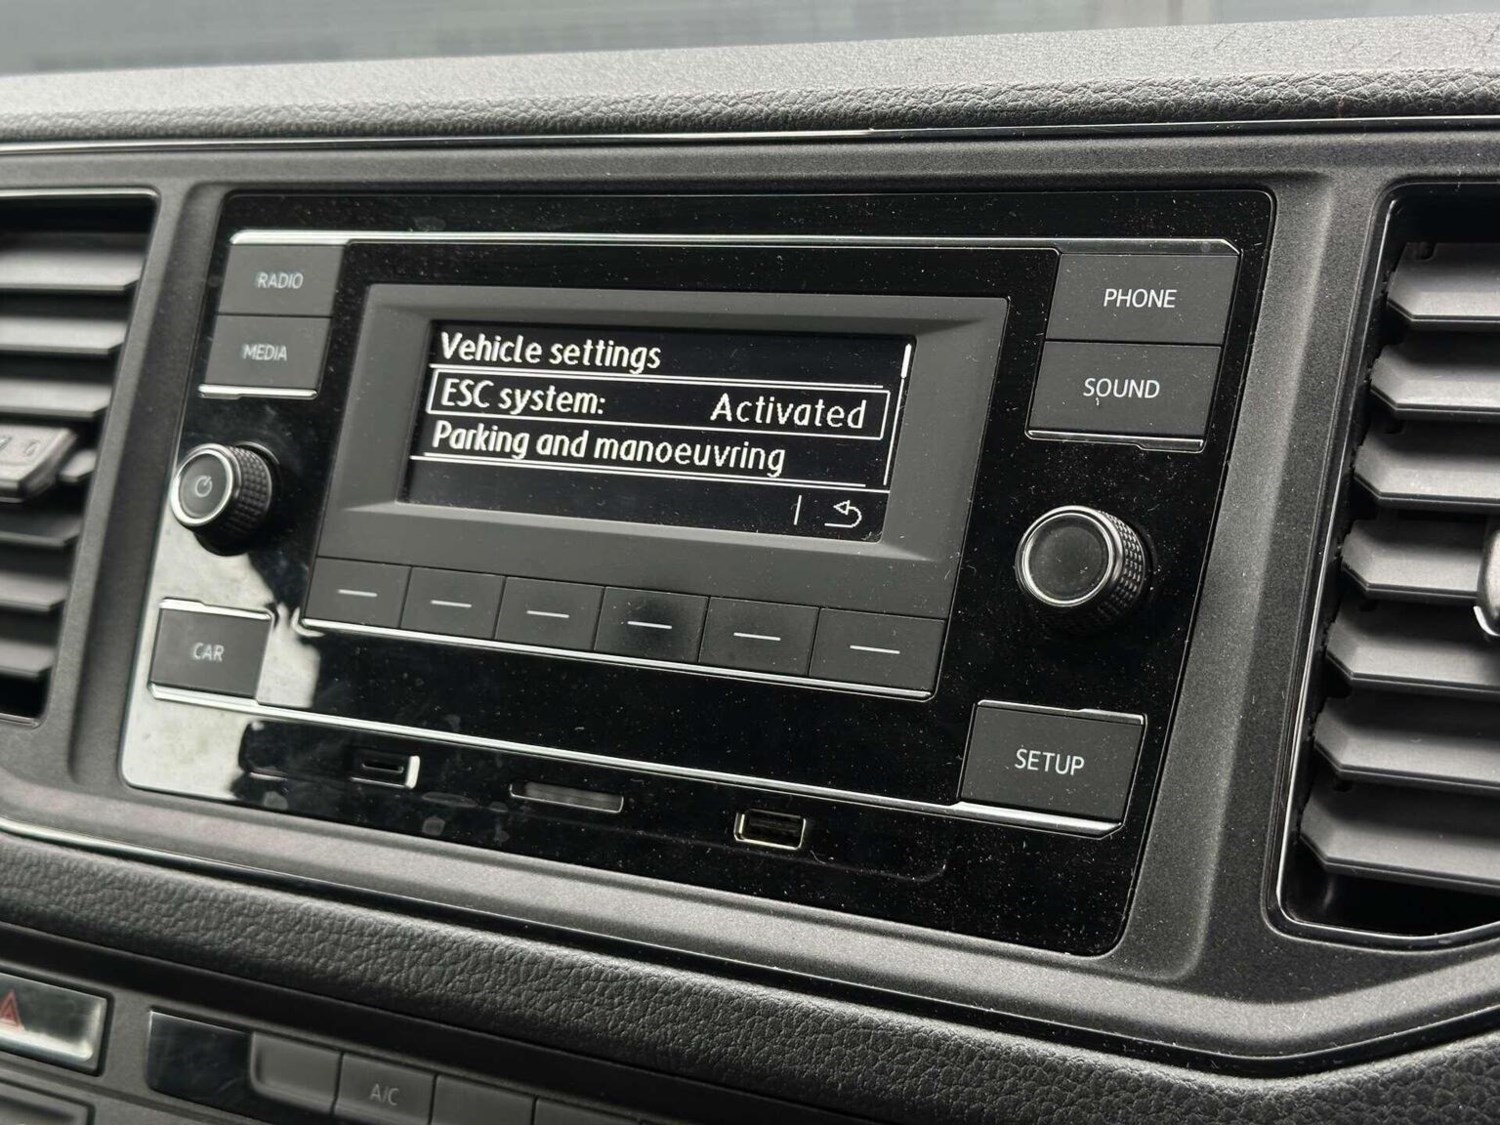 RADIO
MEDIA
Vehicle settings
ESC system: Activated
Parking and manoeuvring
PHONE
SOUND
CAR
SETUP
A/C